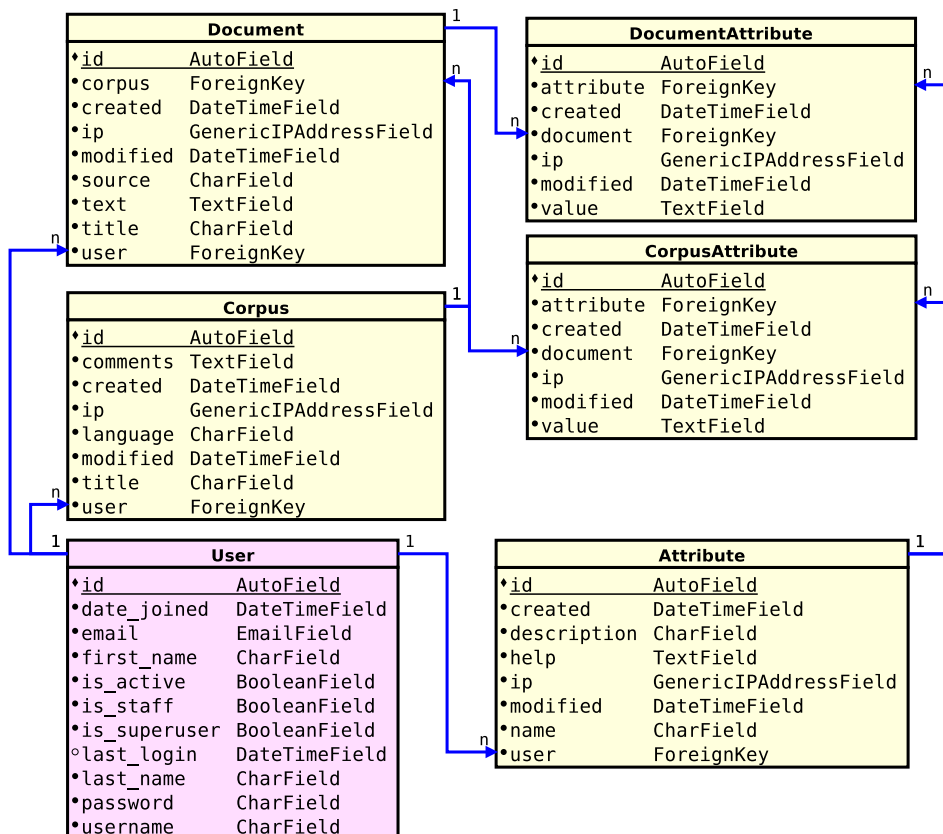 Document
id AutoField
corpus ForeignKey
created DateTimeField
ip GenericIPAddressField
modified DateTimeField
source CharField
text TextField
title CharField
user ForeignKey
1
n
n
DocumentAttribute
id AutoField
attribute ForeignKey
created DateTimeField
document ForeignKey
ip GenericIPAddressField
modified DateTimeField
value TextField
n
n
Corpus
id AutoField
comments TextField
created DateTimeField
ip GenericIPAddressField
language CharField
modified DateTimeField
title CharField
user ForeignKey
1
n
CorpusAttribute
id AutoField
attribute ForeignKey
created DateTimeField
document ForeignKey
ip GenericIPAddressField
modified DateTimeField
value TextField
n
n
User
id AutoField
date_joined DateTimeField
email EmailField
first_name CharField
is_active BooleanField
is_staff BooleanField
is_superuser BooleanField
last_login DateTimeField
last_name CharField
password CharField
username CharField
1
1
Attribute
id AutoField
created DateTimeField
description CharField
help TextField
ip GenericIPAddressField
modified DateTimeField
name CharField
user ForeignKey
1
n